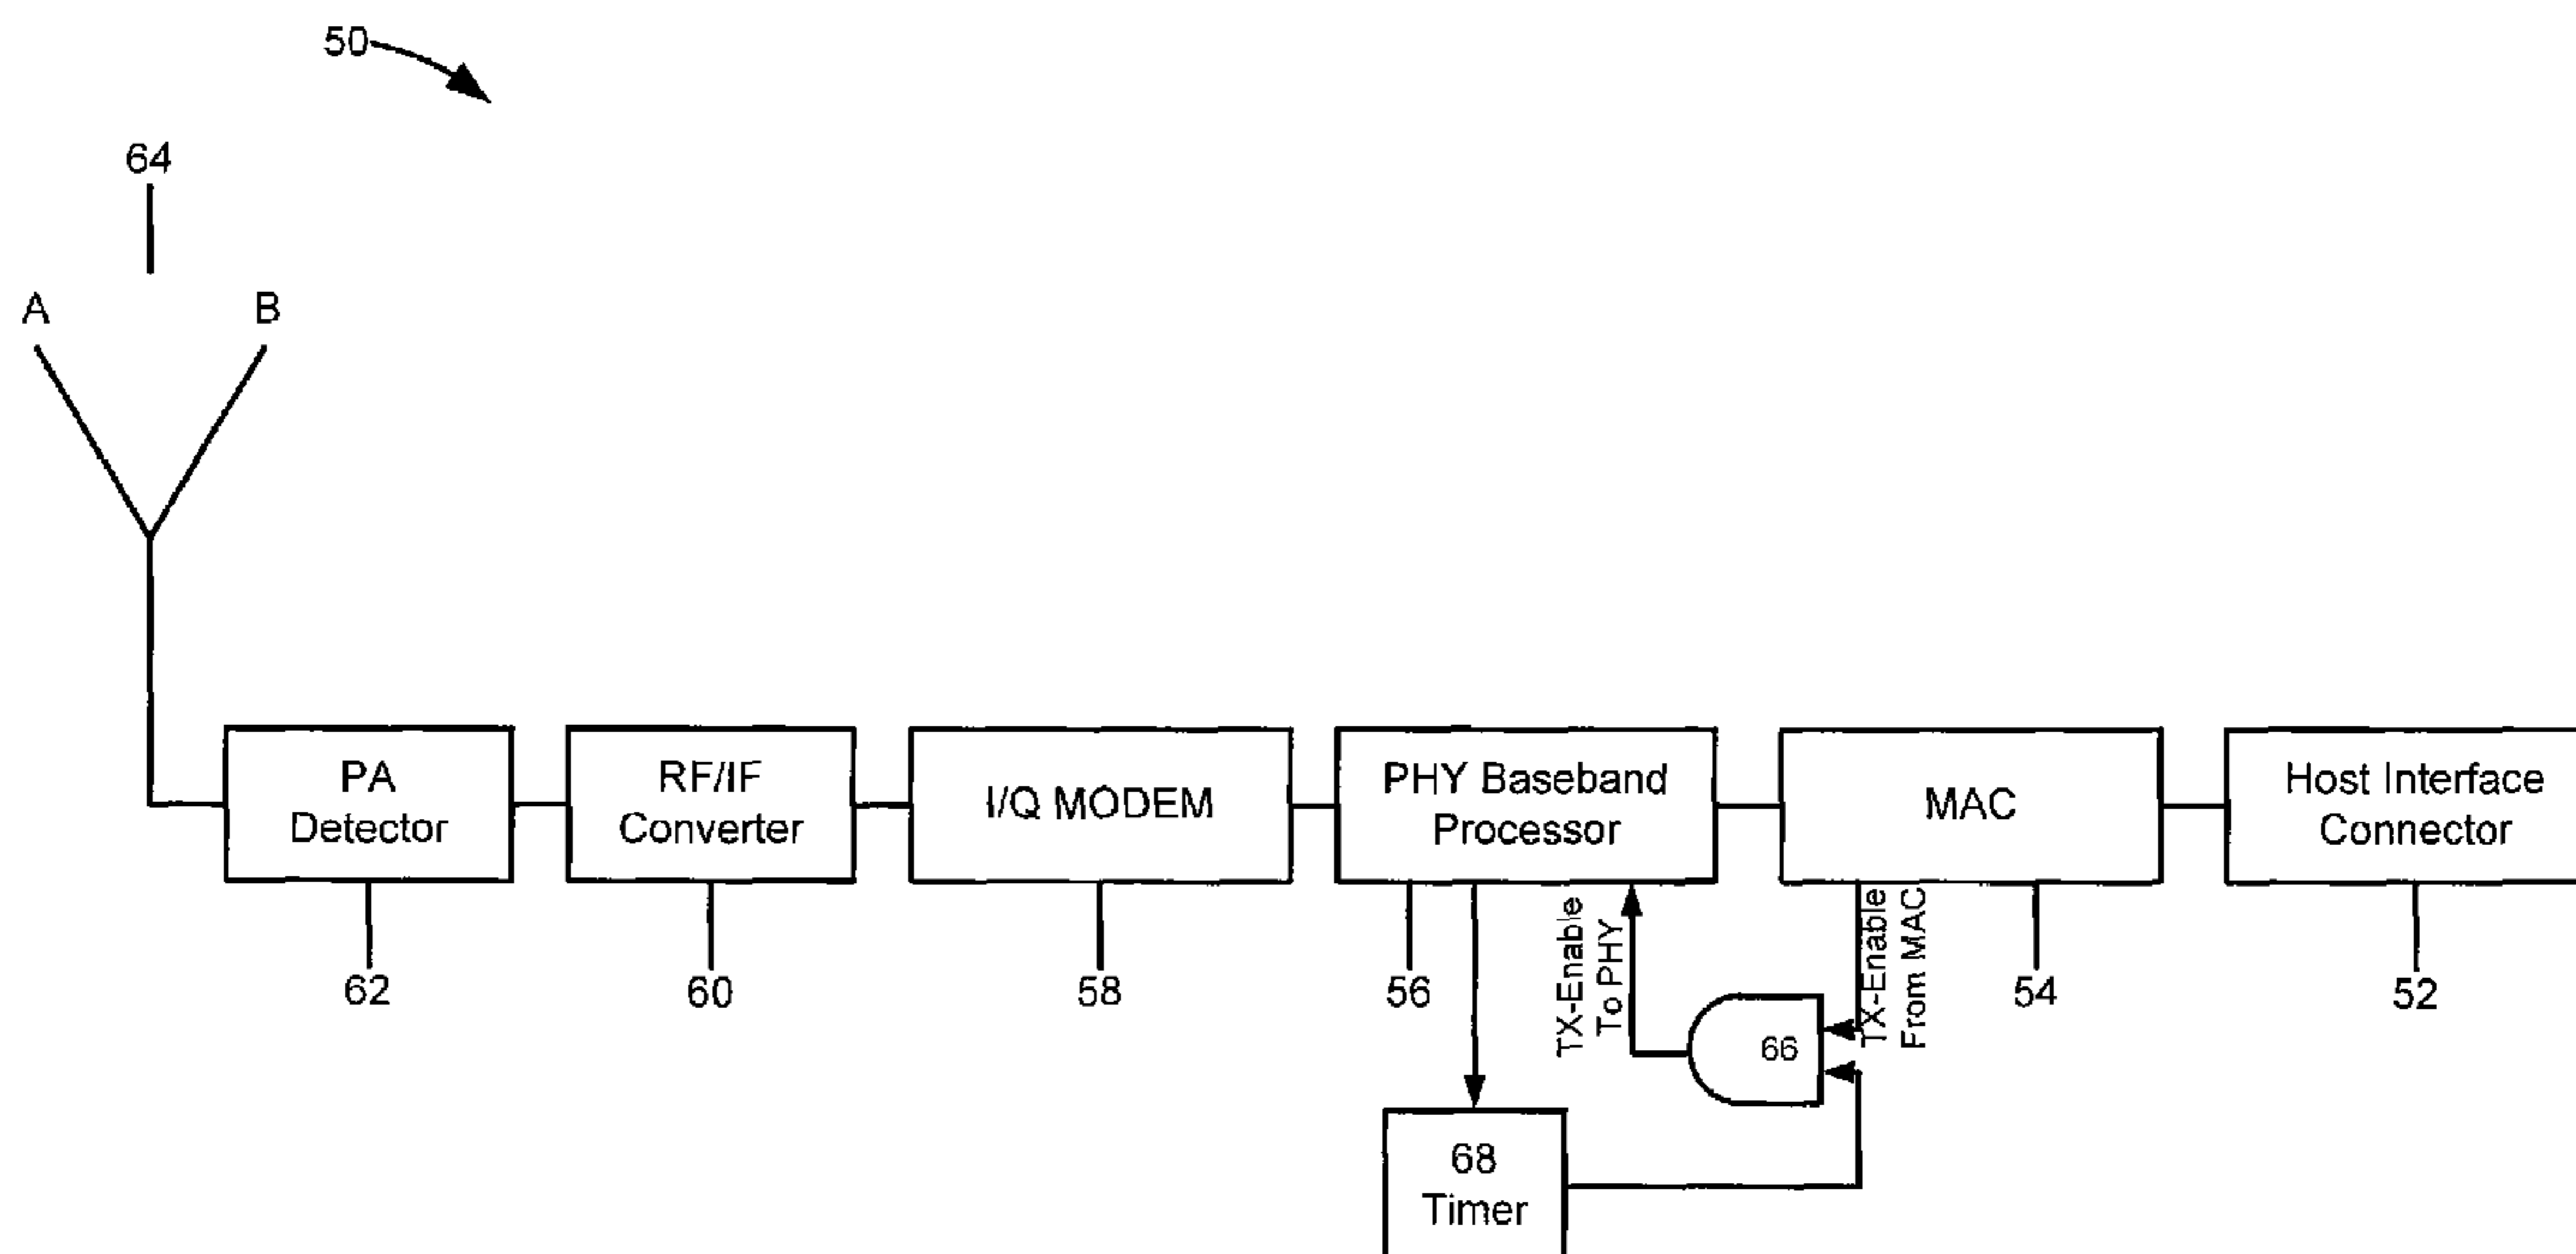 50
64
A
B
PA
Detector
RF/IF
Converter
I/Q MODEM
PHY Baseband
Processor
MAC
Host Interface
Connector
62
60
58
56
TX-Enable
To PHY
TX-Enable
From MAC
54
52
66
68
Timer